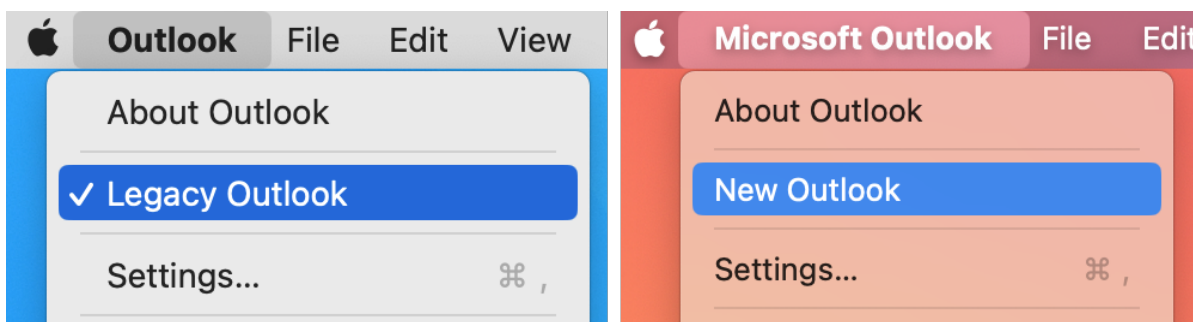 Outlook File Edit View
About Outlook
✓ Legacy Outlook
Settings... ⌘ ,
Microsoft Outlook File Edit
About Outlook
New Outlook
Settings... ⌘ ,